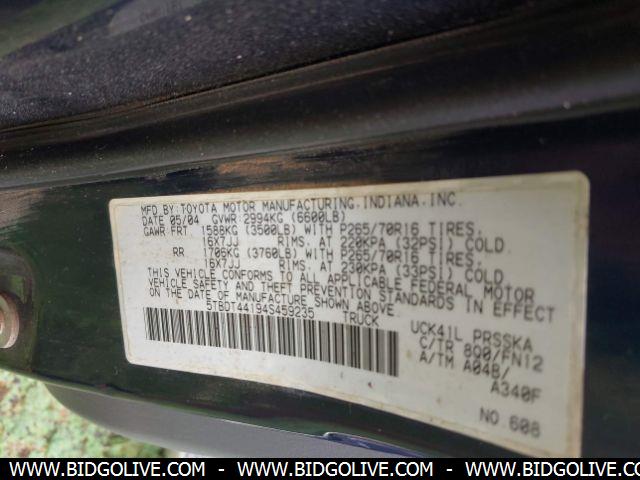 MFD. BY: TOYOTA MOTOR MANUFACTURING, INDIANA, INC.
DATE 05/04 GVWR:2994KG (6600LB)
GAWR:FRT 1588KG (3500LB) WITH P265/70R16 TIRES,
16X7JJ RIMS, AT 220KPA (32PSI) COLD
RR 1706KG (3760LB) WITH P265/70R16 TIRES,
16X7JJ RIMS, AT 230KPA (33PSI) COLD
THIS VEHICLE CONFORMS TO ALL APPLICABLE FEDERAL MOTOR
VEHICLE SAFETY AND THEFT PREVENTION STANDARDS IN EFFECT
ON THE DATE OF MANUFACTURE SHOWN ABOVE.
5TBDT44194S459235 TRUCK
UCK41L PRSSKA
C/TR 8Q0/FN12
A/TM A04B/
A340F
NO.608
WWW.BIDGOLIVE.COM - WWW.BIDGOLIVE.COM - WWW.BIDGOLIVE.COM